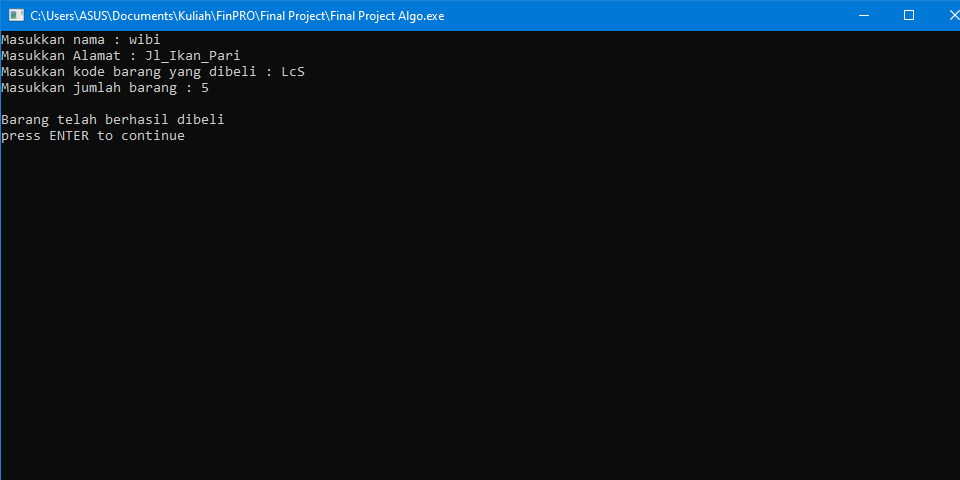 C:\Users\ASUS\Documents\Kuliah\FinPRO\Final Project\Final Project Algo.exe
Masukkan nama : wibi
Masukkan Alamat : Jl_Ikan_Pari
Masukkan kode barang yang dibeli : LcS
Masukkan jumlah barang : 5
Barang telah berhasil dibeli
press ENTER to continue